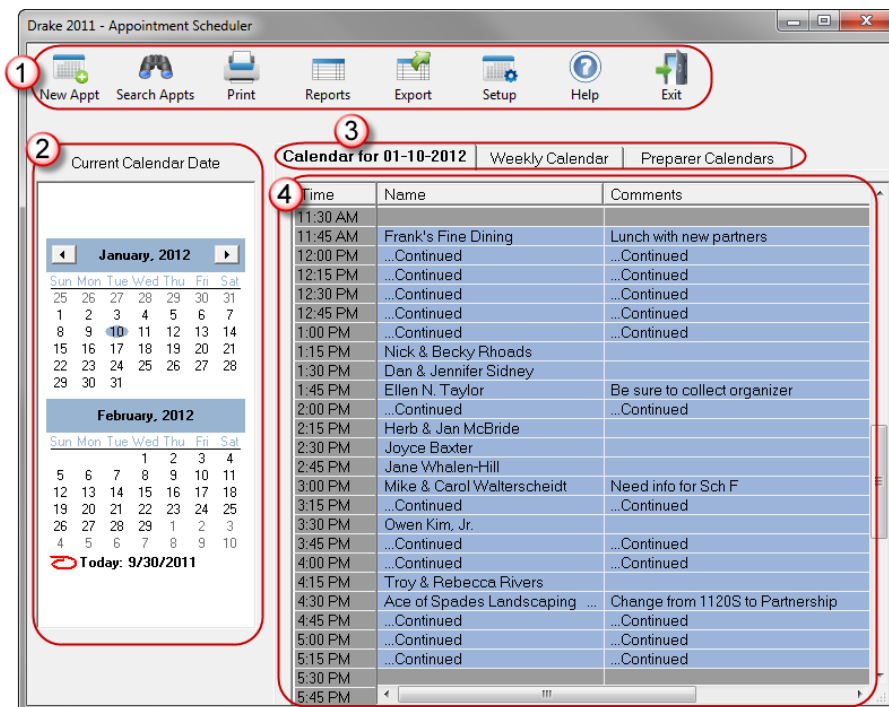 Drake 2011 - Appointment Scheduler
1
New Appt Search Appts Print Reports Export Setup Help Exit
2
Current Calendar Date
January, 2012
Sun Mon Tue Wed Thu Fri Sat
25 26 27 28 29 30 31
1 2 3 4 5 6 7
8 9 10 11 12 13 14
15 16 17 18 19 20 21
22 23 24 25 26 27 28
29 30 31
February, 2012
Sun Mon Tue Wed Thu Fri Sat
1 2 3 4
5 6 7 8 9 10 11
12 13 14 15 16 17 18
19 20 21 22 23 24 25
26 27 28 29 1 2 3
4 5 6 7 8 9 10
Today: 9/30/2011
3
Calendar for 01-10-2012 Weekly Calendar Preparer Calendars
4
Time Name Comments
11:30 AM
11:45 AM Frank's Fine Dining Lunch with new partners
12:00 PM ...Continued ...Continued
12:15 PM ...Continued ...Continued
12:30 PM ...Continued ...Continued
12:45 PM ...Continued ...Continued
1:00 PM ...Continued ...Continued
1:15 PM Nick & Becky Rhoads
1:30 PM Dan & Jennifer Sidney
1:45 PM Ellen N. Taylor Be sure to collect organizer
2:00 PM ...Continued ...Continued
2:15 PM Herb & Jan McBride
2:30 PM Joyce Baxter
2:45 PM Jane Whalen-Hill
3:00 PM Mike & Carol Walterscheidt Need info for Sch F
3:15 PM ...Continued ...Continued
3:30 PM Owen Kim, Jr.
3:45 PM ...Continued ...Continued
4:00 PM ...Continued ...Continued
4:15 PM Troy & Rebecca Rivers
4:30 PM Ace of Spades Landscaping ... Change from 1120S to Partnership
4:45 PM ...Continued ...Continued
5:00 PM ...Continued ...Continued
5:15 PM ...Continued ...Continued
5:30 PM
5:45 PM